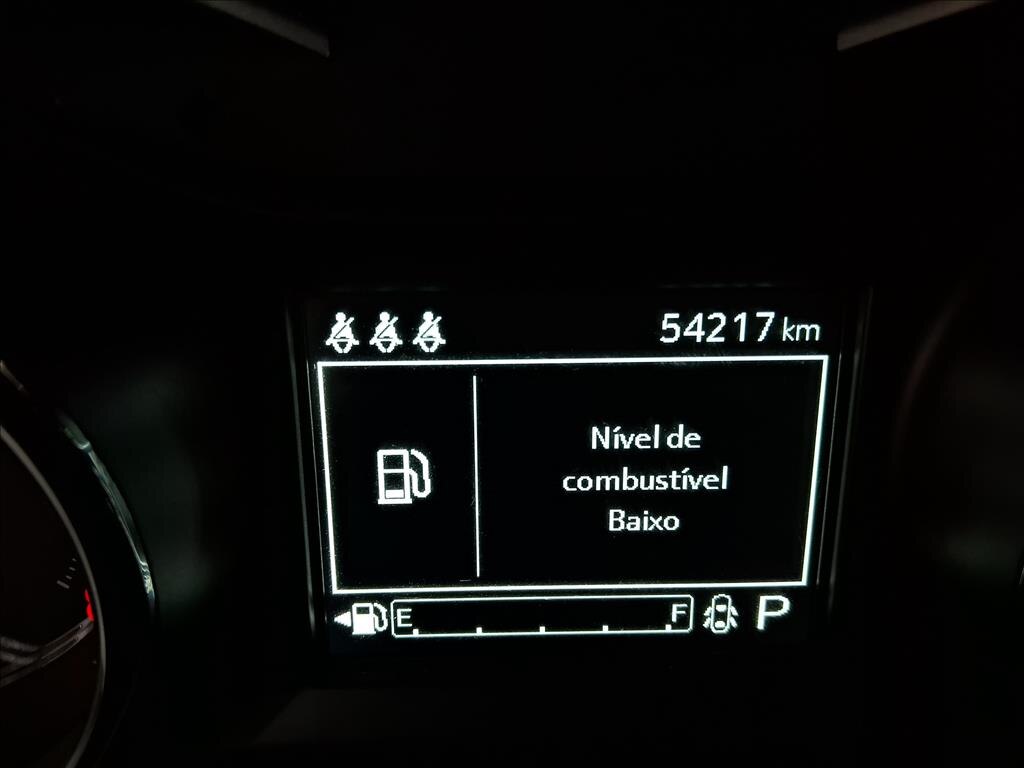 54217 km
Nível de
combustível
Baixo
E F P